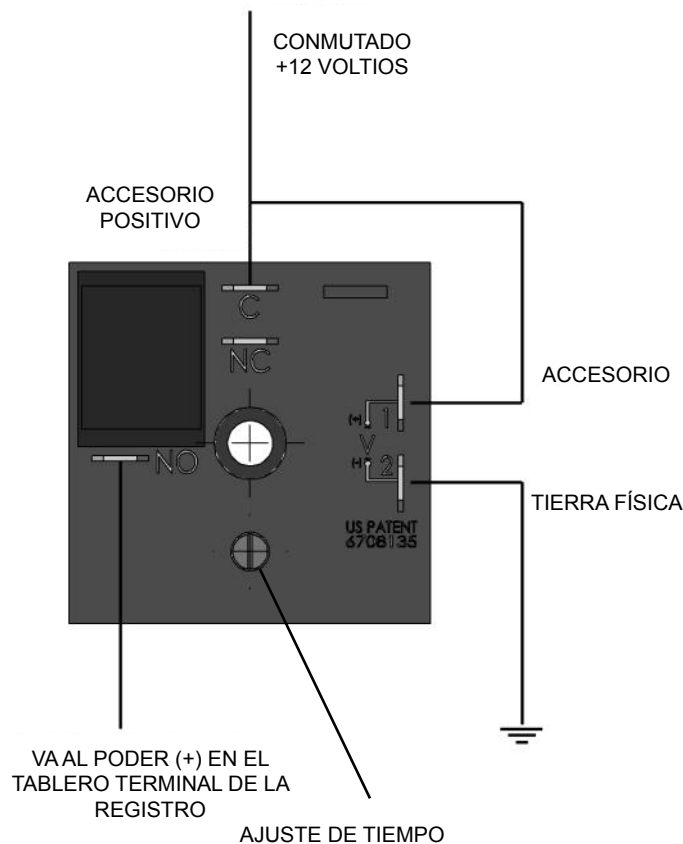 CONMUTADO
+12 VOLTIOS
ACCESORIO
POSITIVO
C
NC
ACCESORIO
(+) 1
V
(-) 2
NO
TIERRA FÍSICA
US PATENT
6708135
VA AL PODER (+) EN EL
TABLERO TERMINAL DE LA
REGISTRO
AJUSTE DE TIEMPO